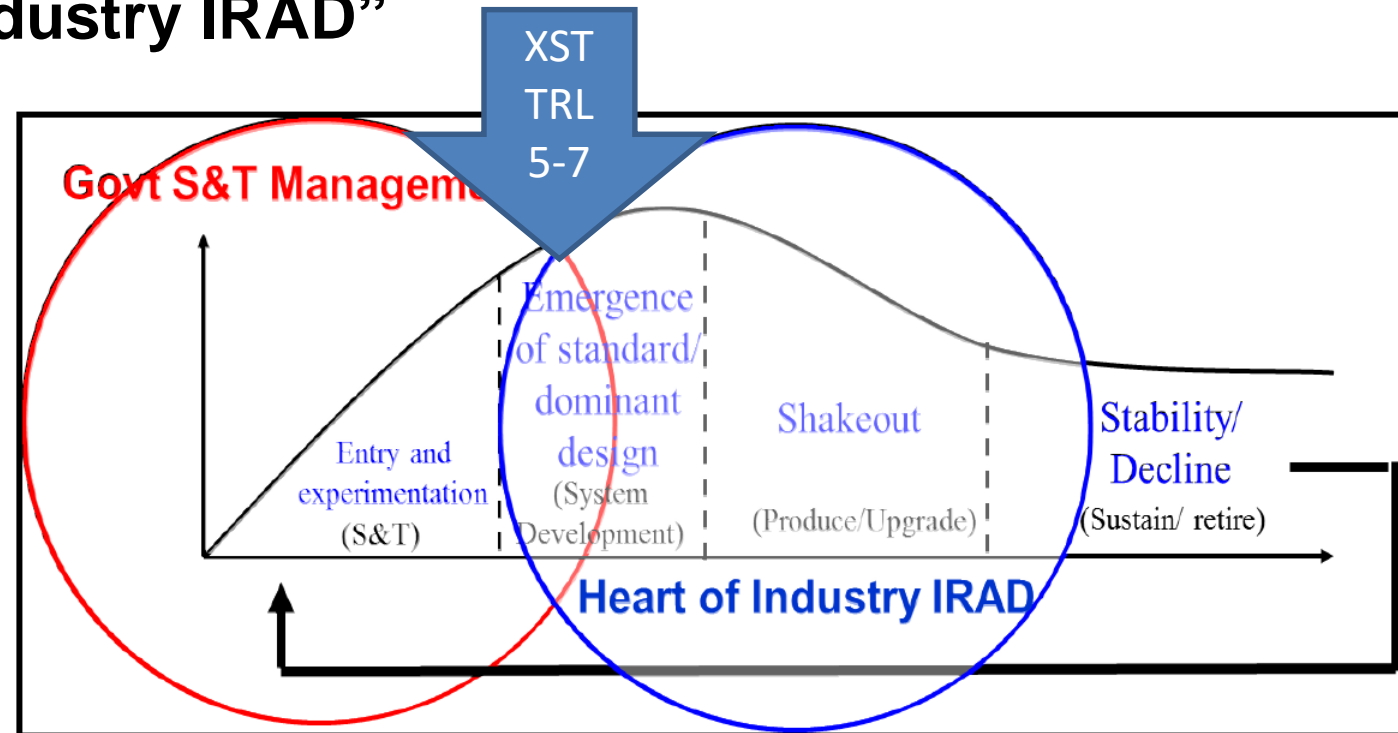 dustry IRAD”
XST
TRL
5-7
Govt S&T
Emergence
of standard/
dominant
design
(System
Development)
Entry and
experimentation
(S&T)
Shakeout
(Produce/Upgrade)
Stability/
Decline
(Sustain/ retire)
Heart of Industry IRAD